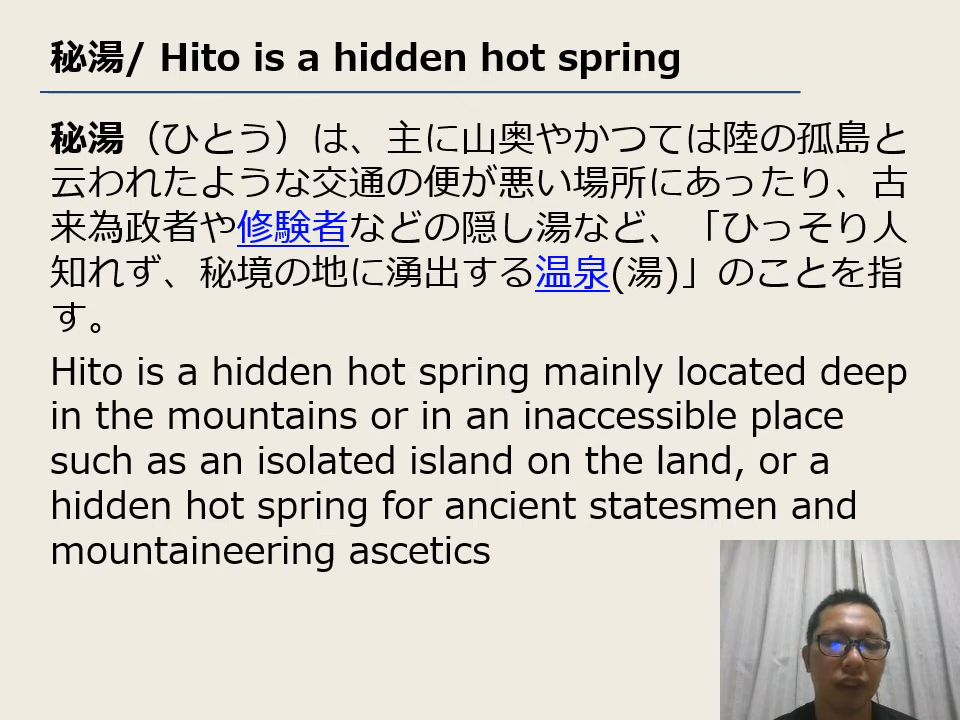 秘湯/ Hito is a hidden hot spring
秘湯（ひとう）は、主に山奥やかつては陸の孤島と
云われたような交通の便が悪い場所にあったり、古
来為政者や修験者などの隠し湯など、「ひっそり人
知れず、秘境の地に湧出する温泉(湯)」のことを指
す。
Hito is a hidden hot spring mainly located deep
in the mountains or in an inaccessible place
such as an isolated island on the land, or a
hidden hot spring for ancient statesmen and
mountaineering ascetics